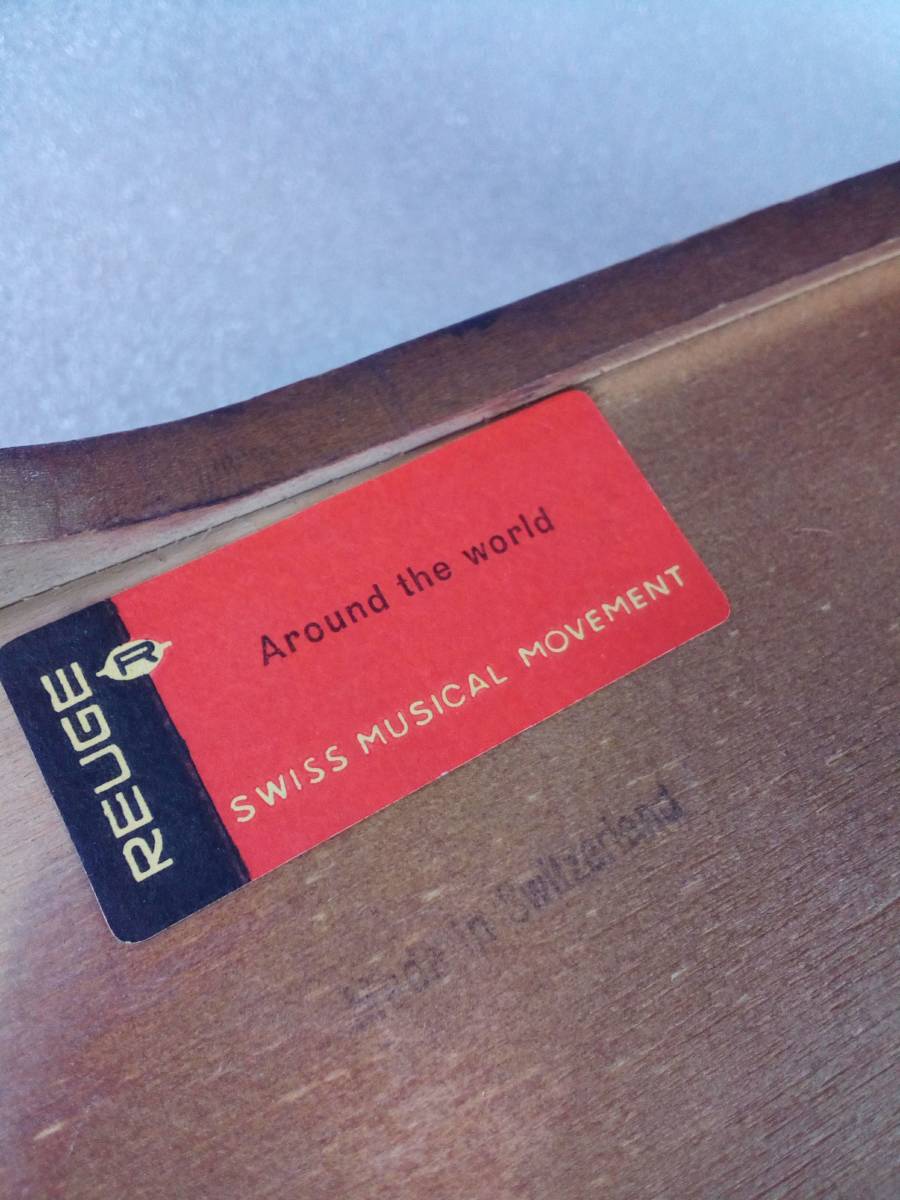 REUGE
R
Around the world
SWISS MUSICAL MOVEMENT
Made in Switzerland